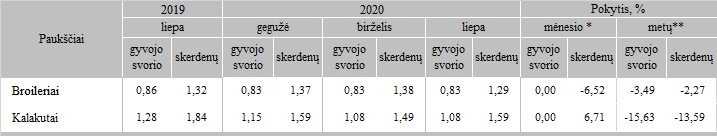 Paukščiai 2019 2020 Pokytis, %
liepa gegužė birželis liepa mėnesio * metų**
gyvojo svorio skerdenų gyvojo svorio skerdenų gyvojo svorio skerdenų gyvojo svorio skerdenų gyvojo svorio skerdenų gyvojo svorio skerdenų
Broileriai 0,86 1,32 0,83 1,37 0,83 1,38 0,83 1,29 0,00 -6,52 -3,49 -2,27
Kalakutai 1,28 1,84 1,15 1,59 1,08 1,49 1,08 1,59 0,00 6,71 -15,63 -13,59